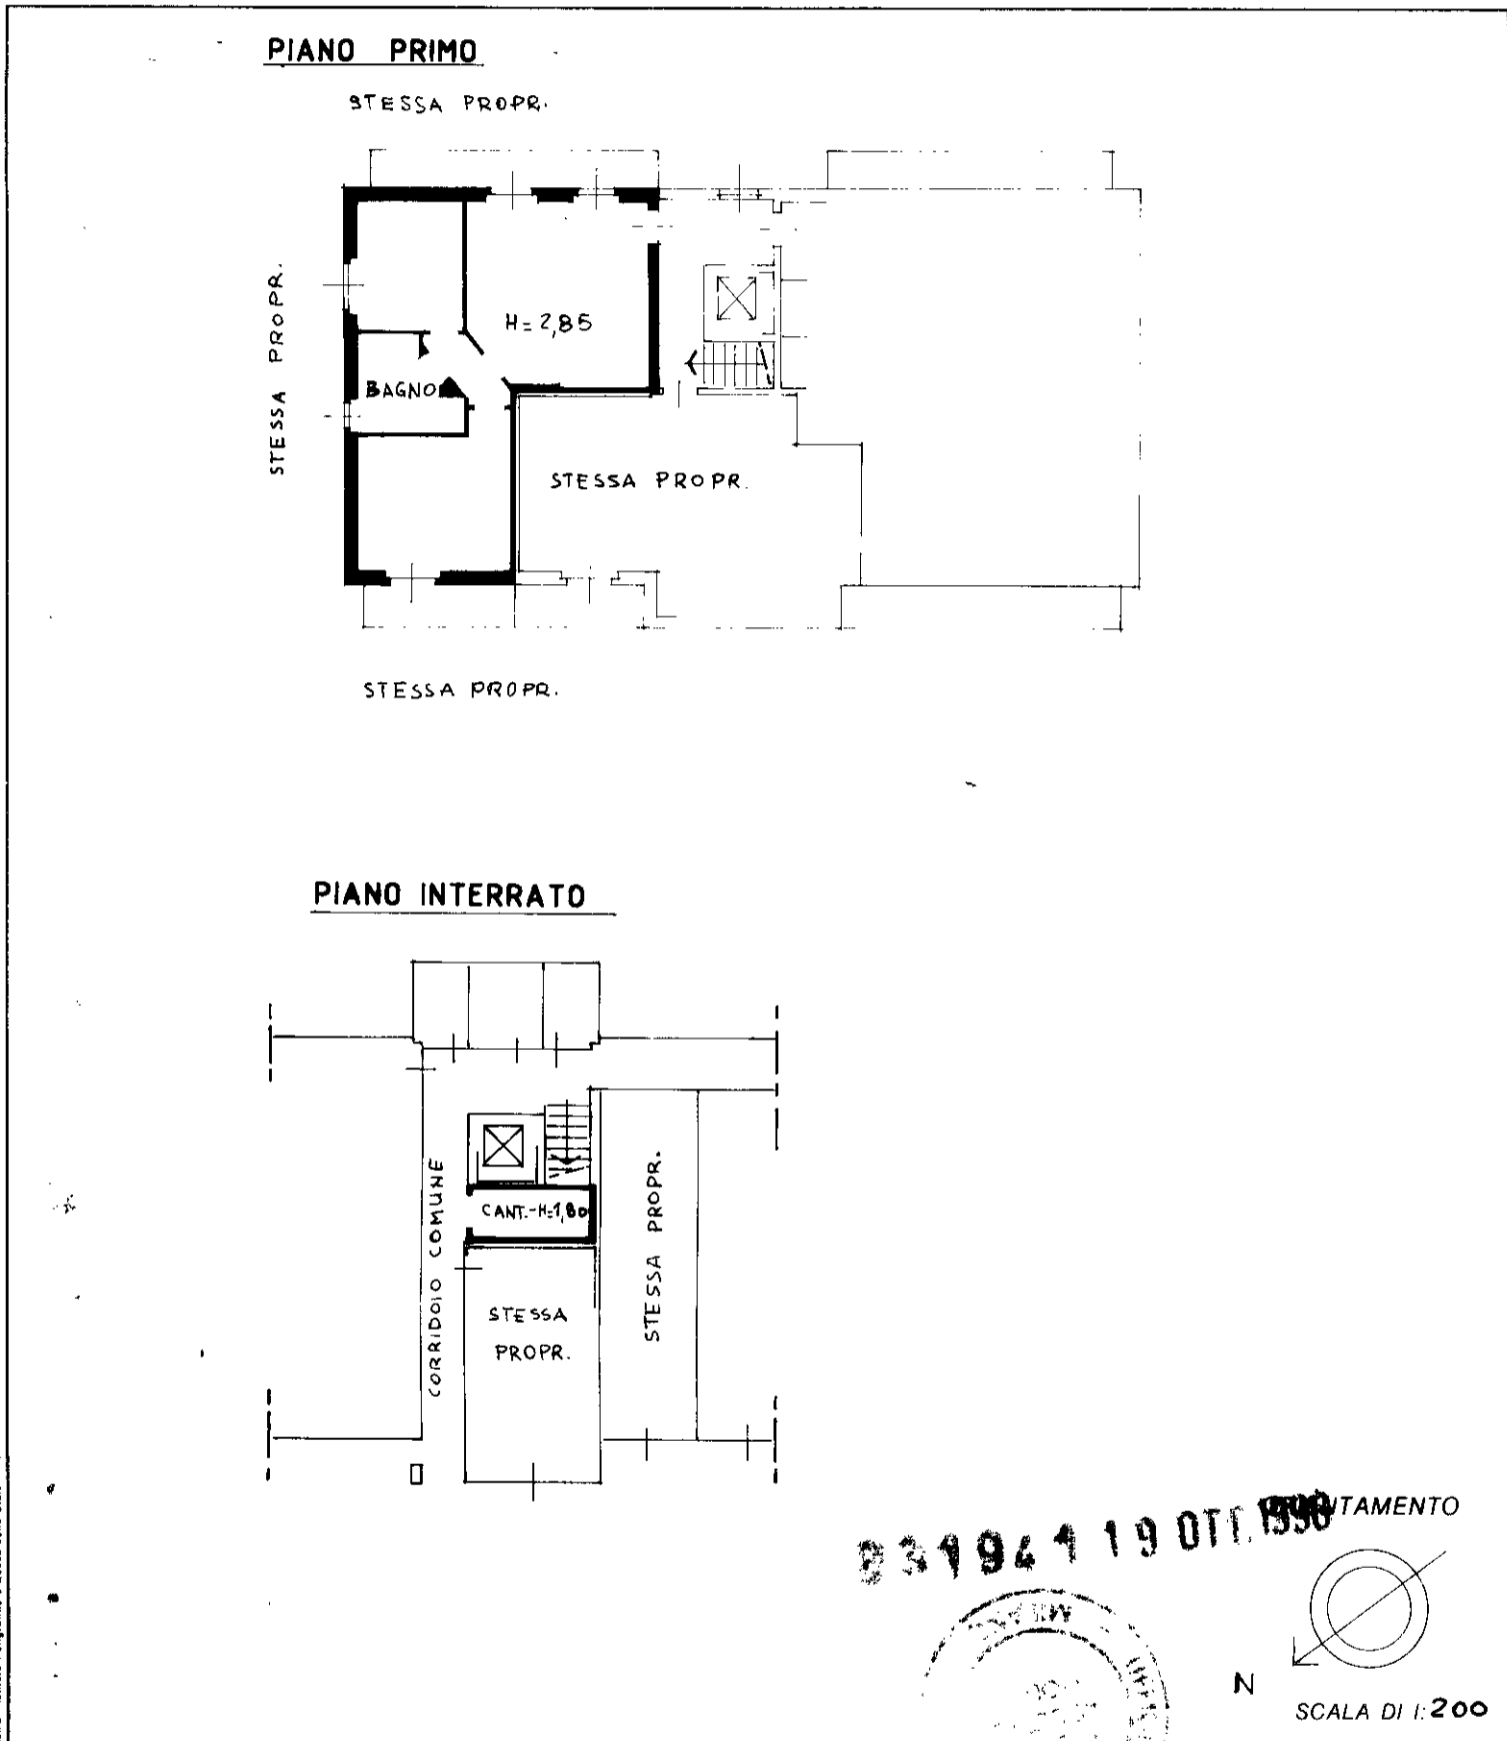 PIANO PRIMO
STESSA PROPR.
STESSA PROPR.
H=2,85
BAGNO
STESSA PROPR.
STESSA PROPR.
PIANO INTERRATO
CORRIDOIO COMUNE
CANT.-H=1,80
STESSA PROPR.
STESSA
PROPR.
19 OTT. 1990
N
SCALA DI 1:200